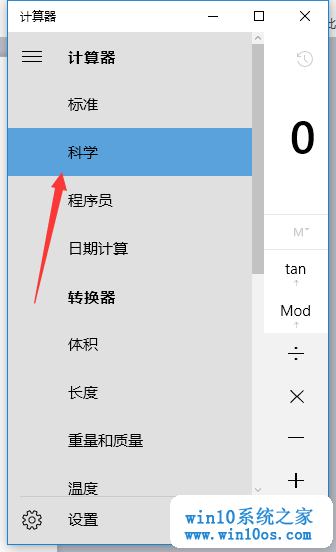 计算器
计算器
标准
科学
程序员
日期计算
转换器
体积
长度
重量和质量
温度
设置
0
M
tan
Mod
÷
×
−
+
win10系统之家
www.win10os.com